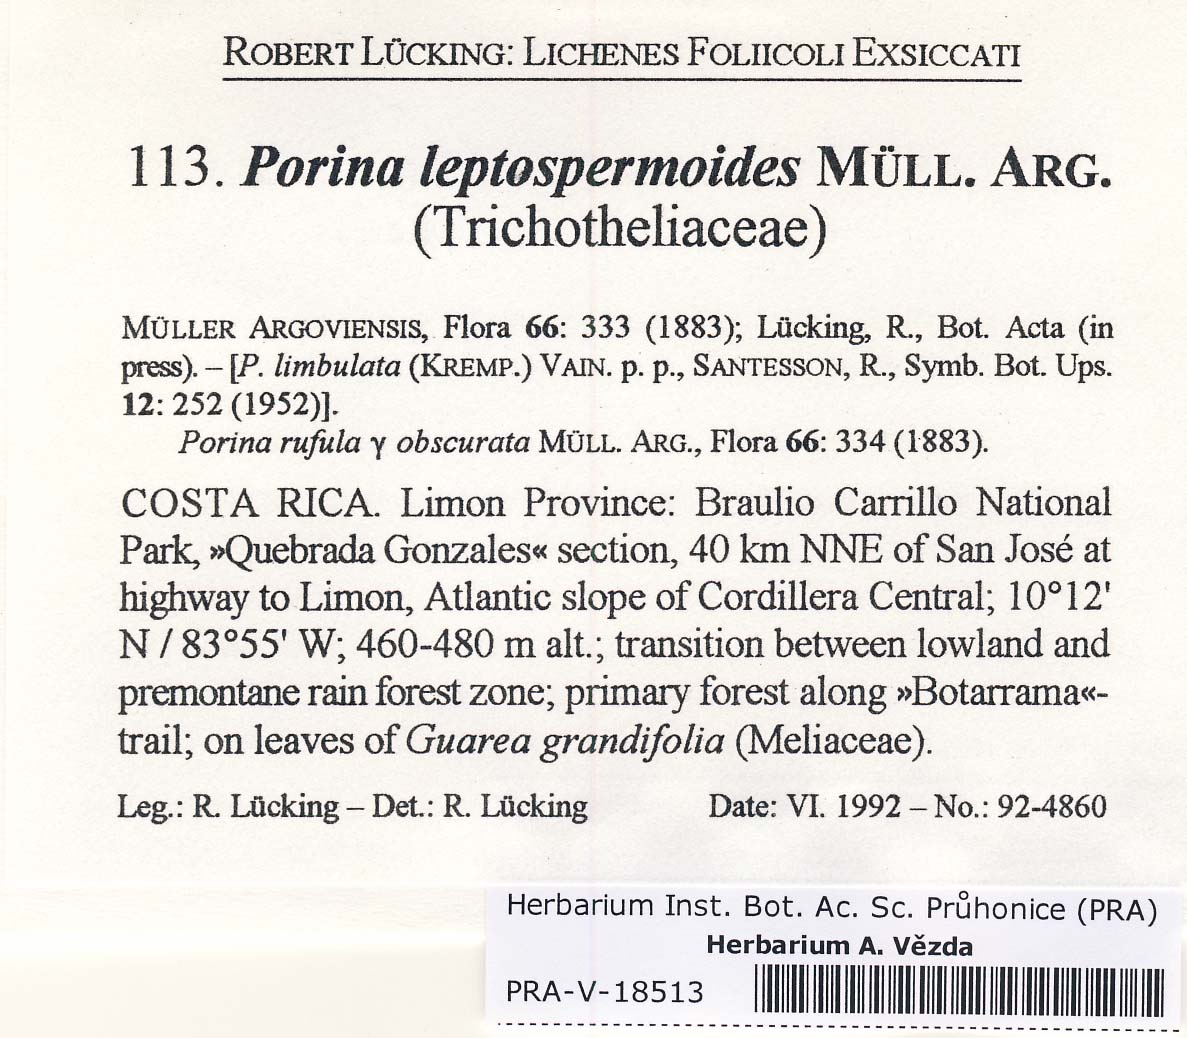 ROBERT LÜCKING: LICHENES FOLIICOLI EXSICCATI
113. Porina leptospermoides MÜLL. ARG.
(Trichotheliaceae)
MÜLLER ARGOVIENSIS, Flora 66: 333 (1883); Lücking, R., Bot. Acta (in
press). – [P. limbulata (KREMP.) VAIN. p. p., SANTESSON, R., Symb. Bot. Ups.
12: 252 (1952)].
Porina rufula γ obscurata MÜLL. ARG., Flora 66: 334 (1883).
COSTA RICA. Limon Province: Braulio Carrillo National
Park, »Quebrada Gonzales« section, 40 km NNE of San José at
highway to Limon, Atlantic slope of Cordillera Central; 10°12'
N / 83°55' W; 460-480 m alt.; transition between lowland and
premontane rain forest zone; primary forest along »Botarrama«-
trail; on leaves of Guarea grandifolia (Meliaceae).
Leg.: R. Lücking – Det.: R. Lücking Date: VI. 1992 – No.: 92-4860
Herbarium Inst. Bot. Ac. Sc. Průhonice (PRA)
Herbarium A. Vězda
PRA-V-18513